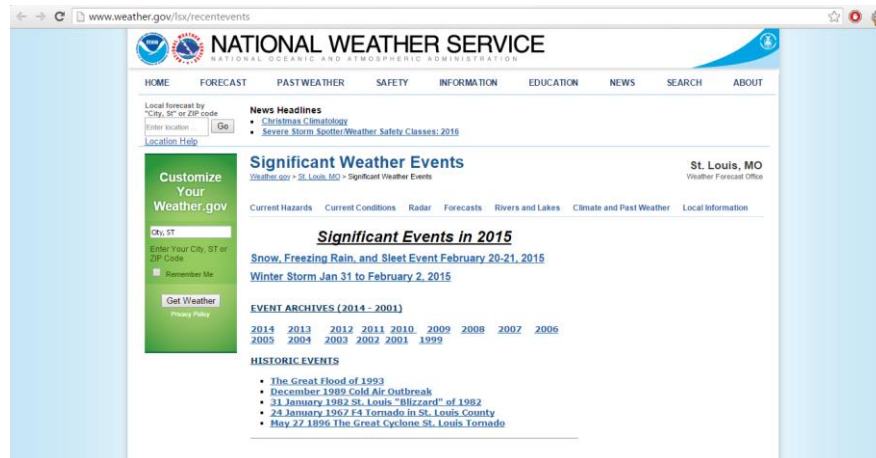 www.weather.gov/lsx/recentevents
NATIONAL WEATHER SERVICE
NATIONAL OCEANIC AND ATMOSPHERIC ADMINISTRATION
HOME FORECAST PAST WEATHER SAFETY INFORMATION EDUCATION NEWS SEARCH ABOUT
Local forecast by
"City, St" or ZIP code
Enter location ... Go
Location Help
News Headlines
• Christmas Climatology
• Severe Storm Spotter/Weather Safety Classes: 2016
Customize
Your
Weather.gov
City, ST
Enter Your City, ST or
ZIP Code
Remember Me
Get Weather
Privacy Policy
Significant Weather Events
Weather.gov > St. Louis, MO > Significant Weather Events
St. Louis, MO
Weather Forecast Office
Current Hazards Current Conditions Radar Forecasts Rivers and Lakes Climate and Past Weather Local Information
Significant Events in 2015
Snow, Freezing Rain, and Sleet Event February 20-21, 2015
Winter Storm Jan 31 to February 2, 2015
EVENT ARCHIVES (2014 - 2001)
2014 2013 2012 2011 2010 2009 2008 2007 2006
2005 2004 2003 2002 2001 1999
HISTORIC EVENTS
• The Great Flood of 1993
• December 1989 Cold Air Outbreak
• 31 January 1982 St. Louis "Blizzard" of 1982
• 24 January 1967 F4 Tornado in St. Louis County
• May 27 1896 The Great Cyclone St. Louis Tornado